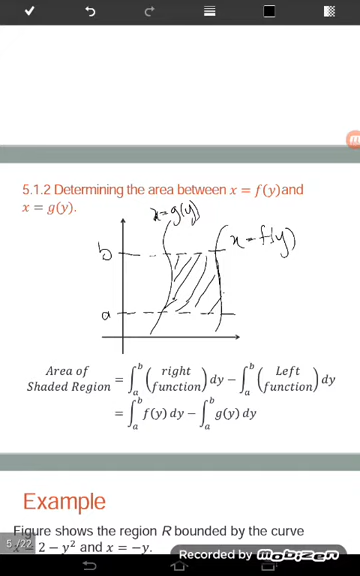 5.1.2 Determining the area between x = f(y) and
x = g(y).
x=g(y)
x=f(y)
b
a
Area of Shaded Region = ∫_a^b (right function) dy − ∫_a^b (Left function) dy
= ∫_a^b f(y) dy − ∫_a^b g(y) dy
Example
Figure shows the region R bounded by the curve
2 − y² and x = −y.
5 /22
Recorded by Mobizen